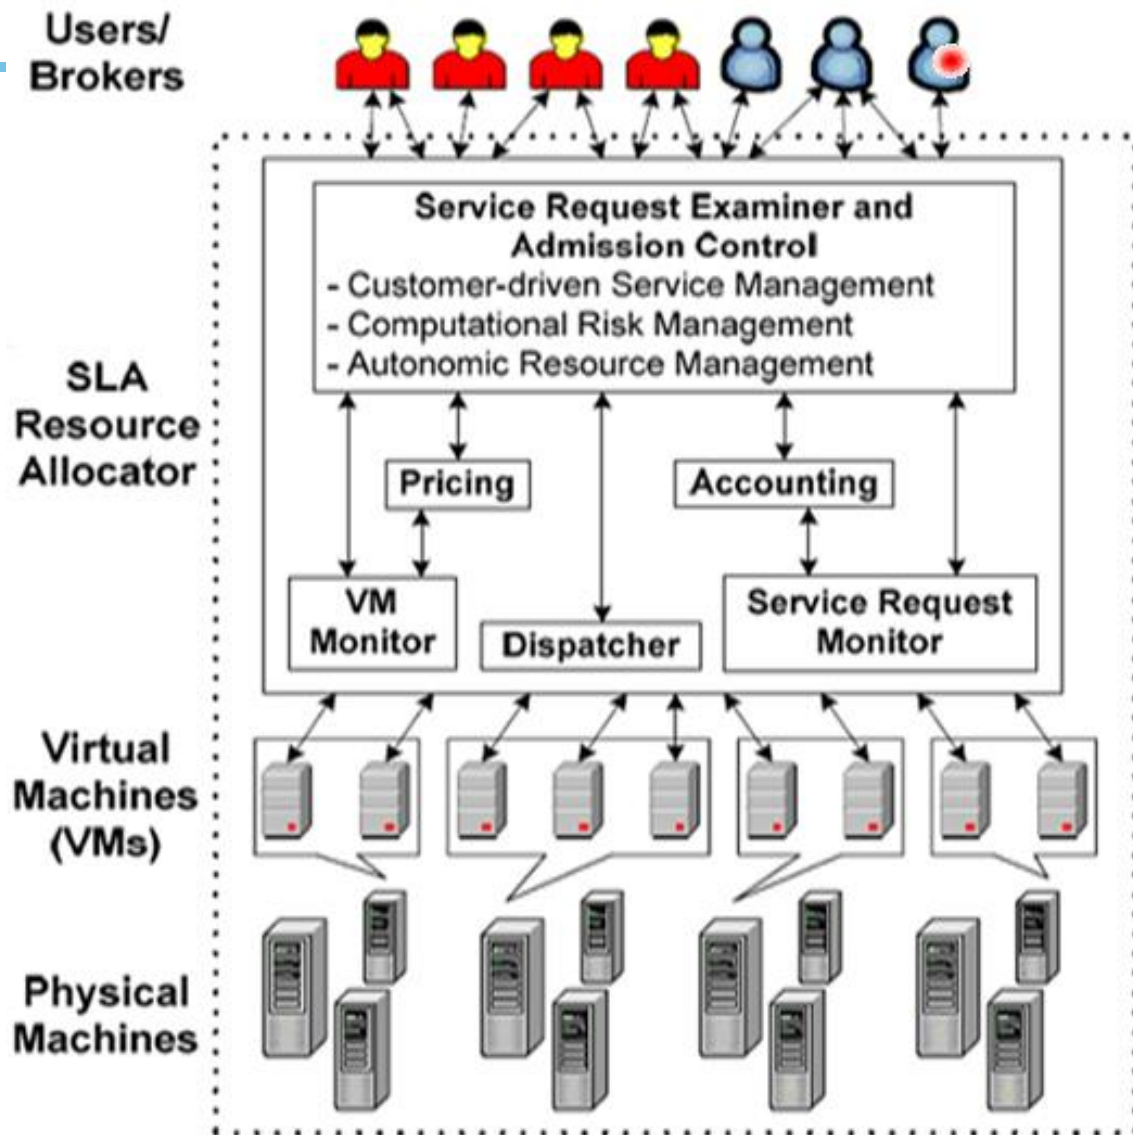 Users/
Brokers
Service Request Examiner and
Admission Control
- Customer-driven Service Management
- Computational Risk Management
- Autonomic Resource Management
SLA
Resource
Allocator
Pricing
Accounting
VM
Monitor
Dispatcher
Service Request
Monitor
Virtual
Machines
(VMs)
Physical
Machines